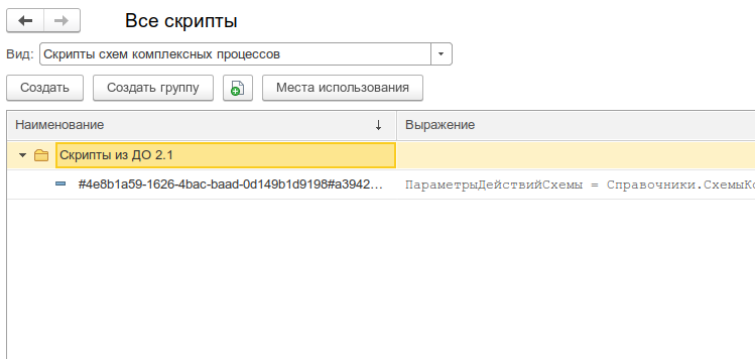 Все скрипты
Вид: Скрипты схем комплексных процессов
Создать Создать группу Места использования
Наименование Выражение
Скрипты из ДО 2.1
#4e8b1a59-1626-4bac-baad-0d149b1d9198#a3942... ПараметрыДействийСхемы = Справочники.СхемыКо